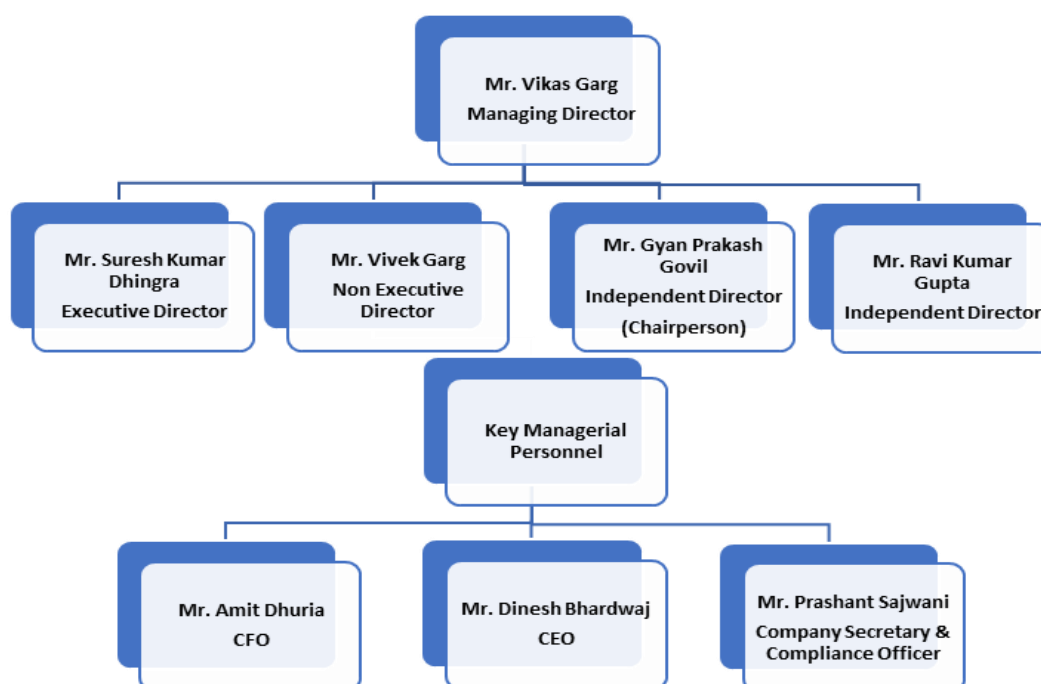 Mr. Vikas Garg
Managing Director
Mr. Suresh Kumar
Dhingra
Executive Director
Mr. Vivek Garg
Non Executive
Director
Mr. Gyan Prakash
Govil
Independent Director
(Chairperson)
Mr. Ravi Kumar
Gupta
Independent Director
Key Managerial
Personnel
Mr. Amit Dhuria
CFO
Mr. Dinesh Bhardwaj
CEO
Mr. Prashant Sajwani
Company Secretary &
Compliance Officer